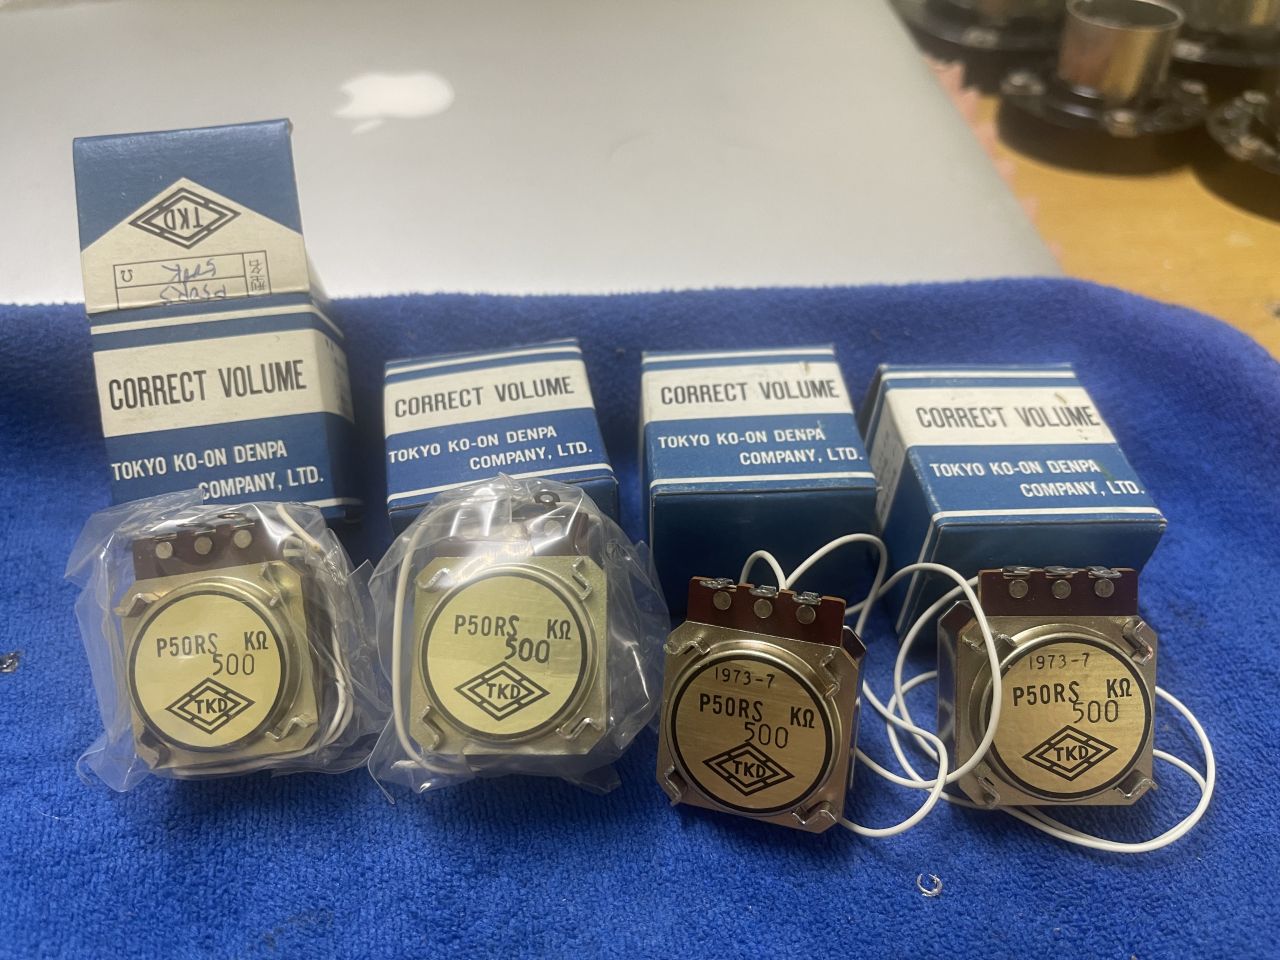 TKD
Ω
500K
P50RS
CORRECT VOLUME
TOKYO KO-ON DENPA
COMPANY, LTD.
CORRECT VOLUME
TOKYO KO-ON DENPA
COMPANY, LTD.
CORRECT VOLUME
TOKYO KO-ON DENPA
COMPANY, LTD.
CORRECT VOLUME
TOKYO KO-ON DENPA
COMPANY, LTD.
P50RS KΩ
500
TKD
P50RS KΩ
500
TKD
1973-7
P50RS KΩ
500
TKD
1973-7
P50RS KΩ
500
TKD